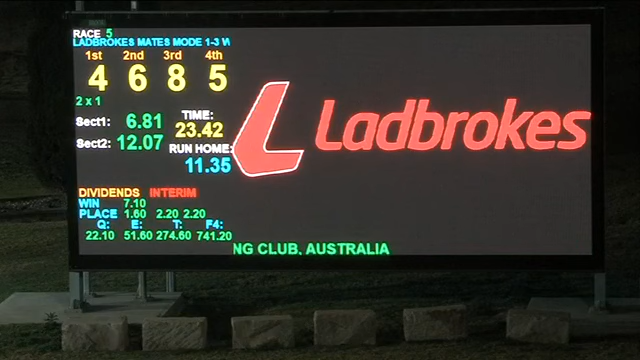 RACE 5
LADBROKES MATES MODE 1-3 W
1st 2nd 3rd 4th
4 6 8 5
2 x 1
Sect1: 6.81
Sect2: 12.07
TIME:
23.42
RUN HOME:
11.35
Ladbrokes
DIVIDENDS INTERIM
WIN 7.10
PLACE 1.60 2.20 2.20
Q: E: T: F4:
22.10 51.60 274.60 741.20
NG CLUB, AUSTRALIA